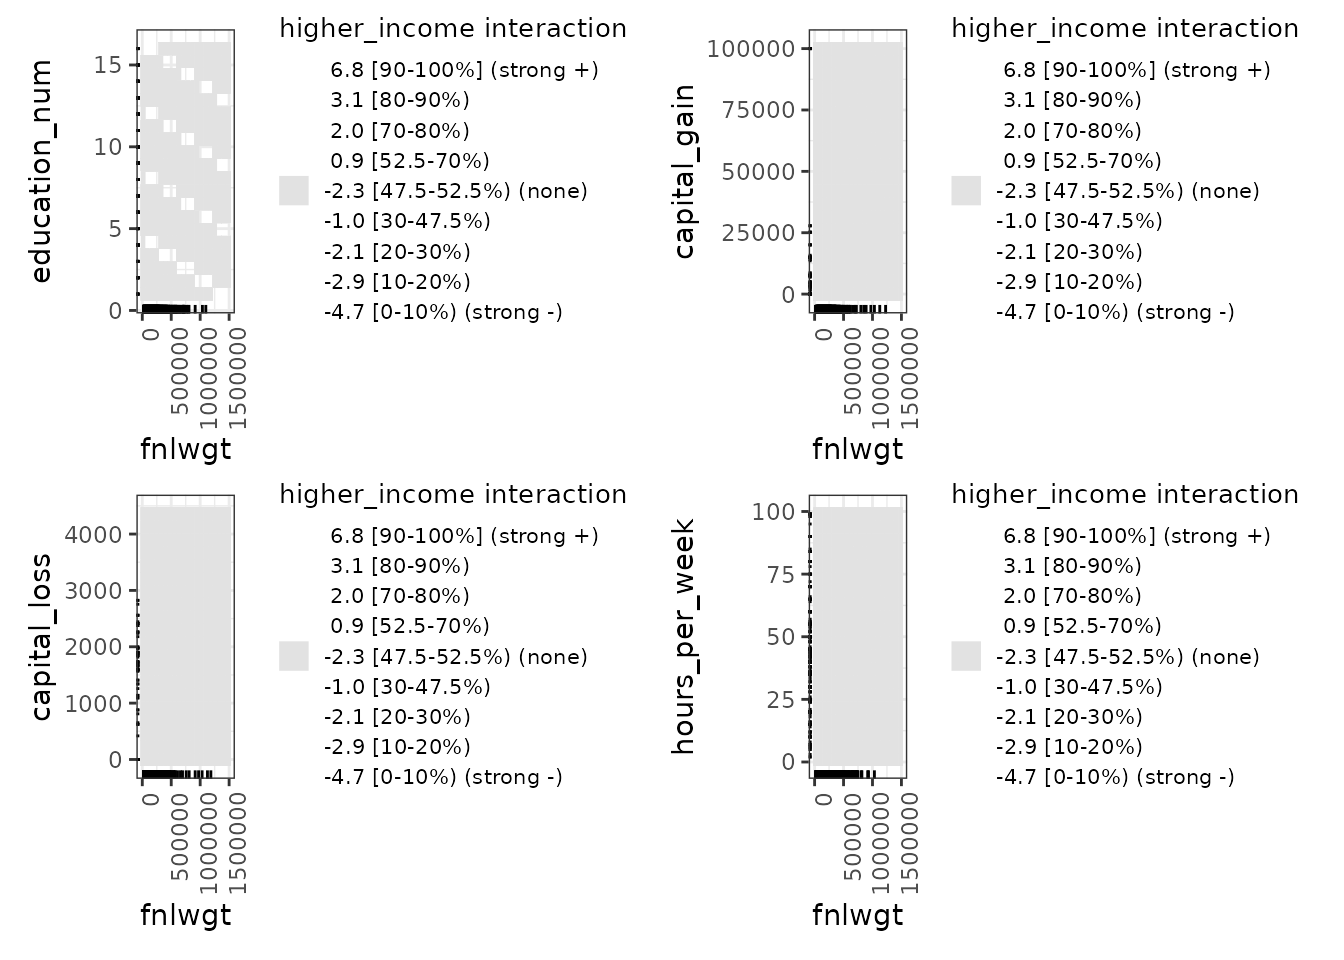 higher_income interaction
6.8 [90-100%] (strong +)
3.1 [80-90%)
2.0 [70-80%)
0.9 [52.5-70%)
-2.3 [47.5-52.5%) (none)
-1.0 [30-47.5%)
-2.1 [20-30%)
-2.9 [10-20%)
-4.7 [0-10%) (strong -)
education_num
15
10
5
0
0
500000
1000000
1500000
fnlwgt
higher_income interaction
6.8 [90-100%] (strong +)
3.1 [80-90%)
2.0 [70-80%)
0.9 [52.5-70%)
-2.3 [47.5-52.5%) (none)
-1.0 [30-47.5%)
-2.1 [20-30%)
-2.9 [10-20%)
-4.7 [0-10%) (strong -)
capital_gain
100000
75000
50000
25000
0
0
500000
1000000
1500000
fnlwgt
higher_income interaction
6.8 [90-100%] (strong +)
3.1 [80-90%)
2.0 [70-80%)
0.9 [52.5-70%)
-2.3 [47.5-52.5%) (none)
-1.0 [30-47.5%)
-2.1 [20-30%)
-2.9 [10-20%)
-4.7 [0-10%) (strong -)
capital_loss
4000
3000
2000
1000
0
0
500000
1000000
1500000
fnlwgt
higher_income interaction
6.8 [90-100%] (strong +)
3.1 [80-90%)
2.0 [70-80%)
0.9 [52.5-70%)
-2.3 [47.5-52.5%) (none)
-1.0 [30-47.5%)
-2.1 [20-30%)
-2.9 [10-20%)
-4.7 [0-10%) (strong -)
hours_per_week
100
75
50
25
0
0
500000
1000000
1500000
fnlwgt